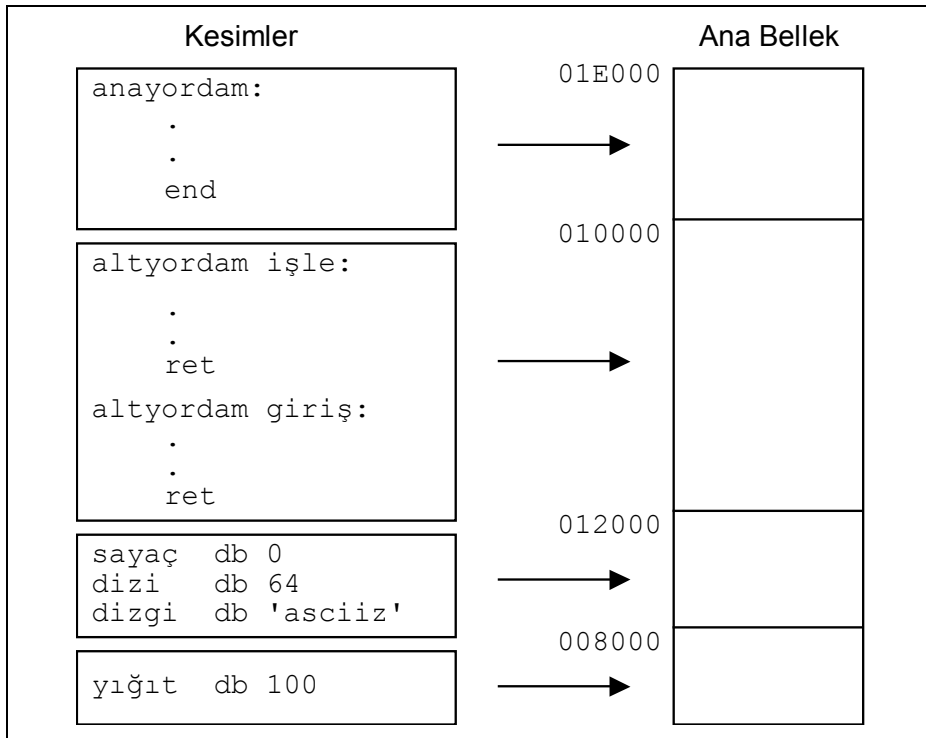 Kesimler
Ana Bellek
anayordam:
.
.
end
01E000
altyordam işle:
.
.
ret
altyordam giriş:
.
.
ret
010000
sayaç db 0
dizi db 64
dizgi db 'asciiz'
012000
yığıt db 100
008000